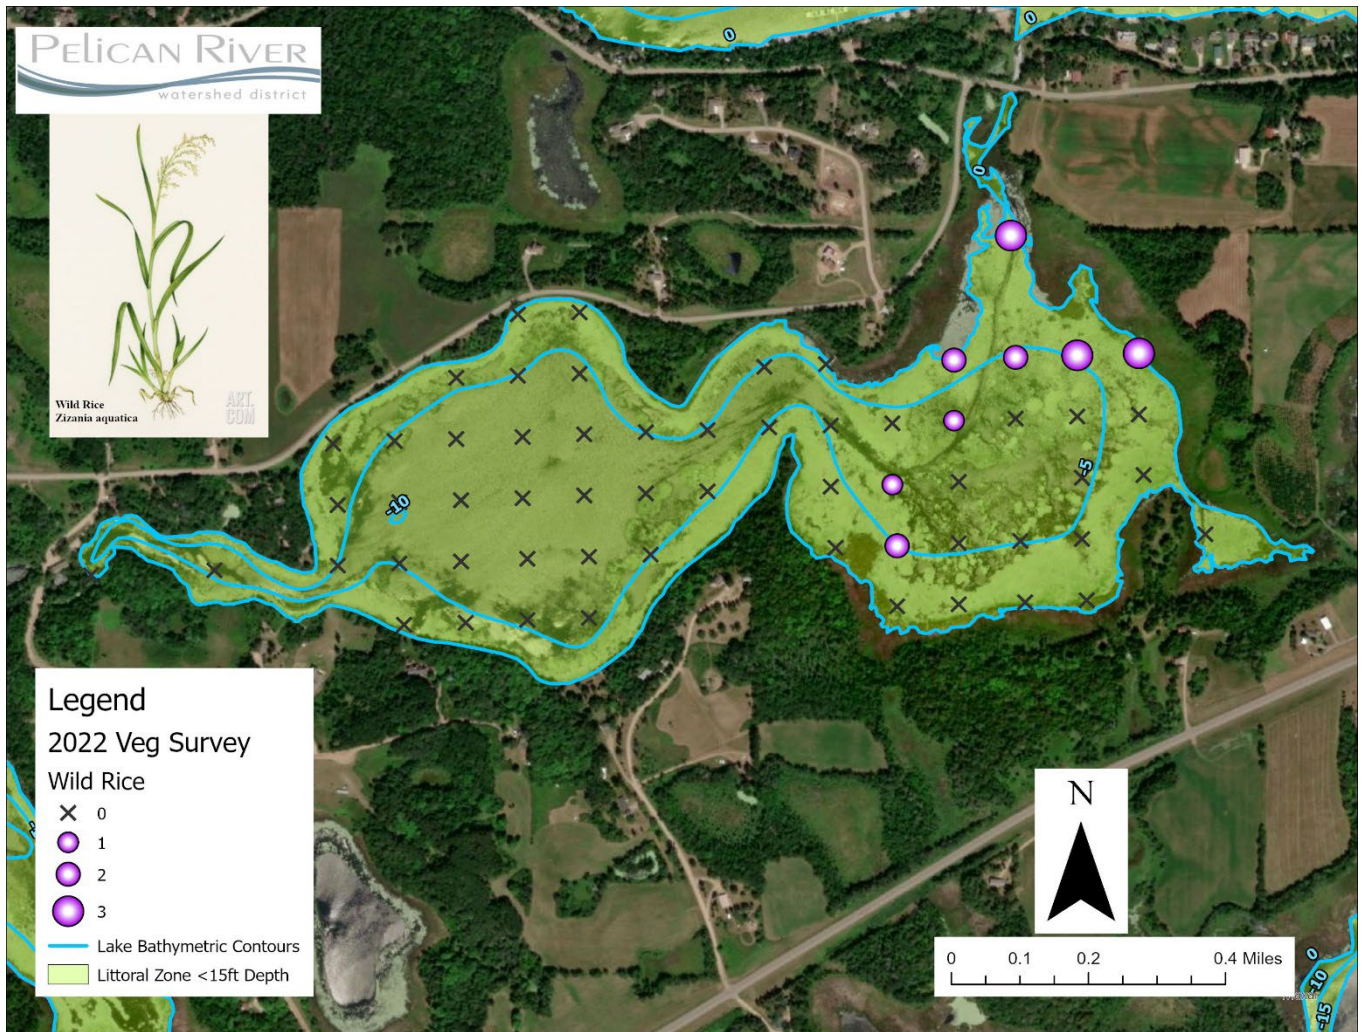 PELICAN RIVER
watershed district
Wild Rice
Zizania aquatica
ART.
COM
0
0
0
-10
-5
Legend
2022 Veg Survey
Wild Rice
0
1
2
3
Lake Bathymetric Contours
Littoral Zone <15ft Depth
N
0 0.1 0.2 0.4 Miles
0
-10
-15